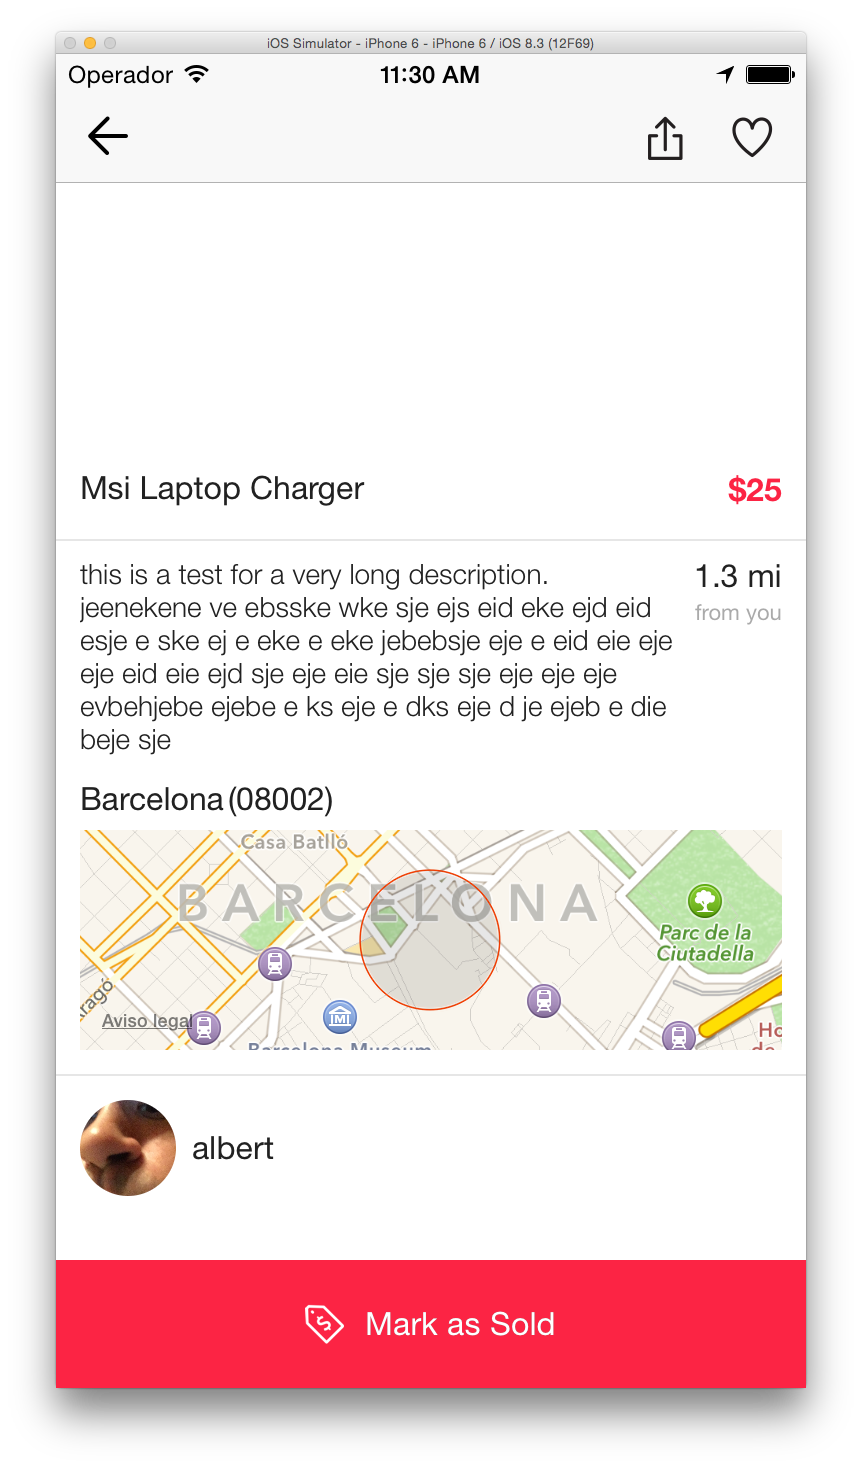 iOS Simulator - iPhone 6 - iPhone 6 / iOS 8.3 (12F69)
Operador 11:30 AM
Msi Laptop Charger $25
this is a test for a very long description. 1.3 mi
jeenekene ve ebsske wke sje ejs eid eke ejd eid from you
esje e ske ej e eke e eke jebebsje eje e eid eie eje
eje eid eie ejd sje eje eie sje sje sje eje eje eje
evbehjebe ejebe e ks eje e dks eje d je ejeb e die
beje sje
Barcelona (08002)
Casa Batlló
BARCELONA
Parc de la
Ciutadella
Aragó
Aviso legal
Barcelona Museum
Ho
de
albert
Mark as Sold